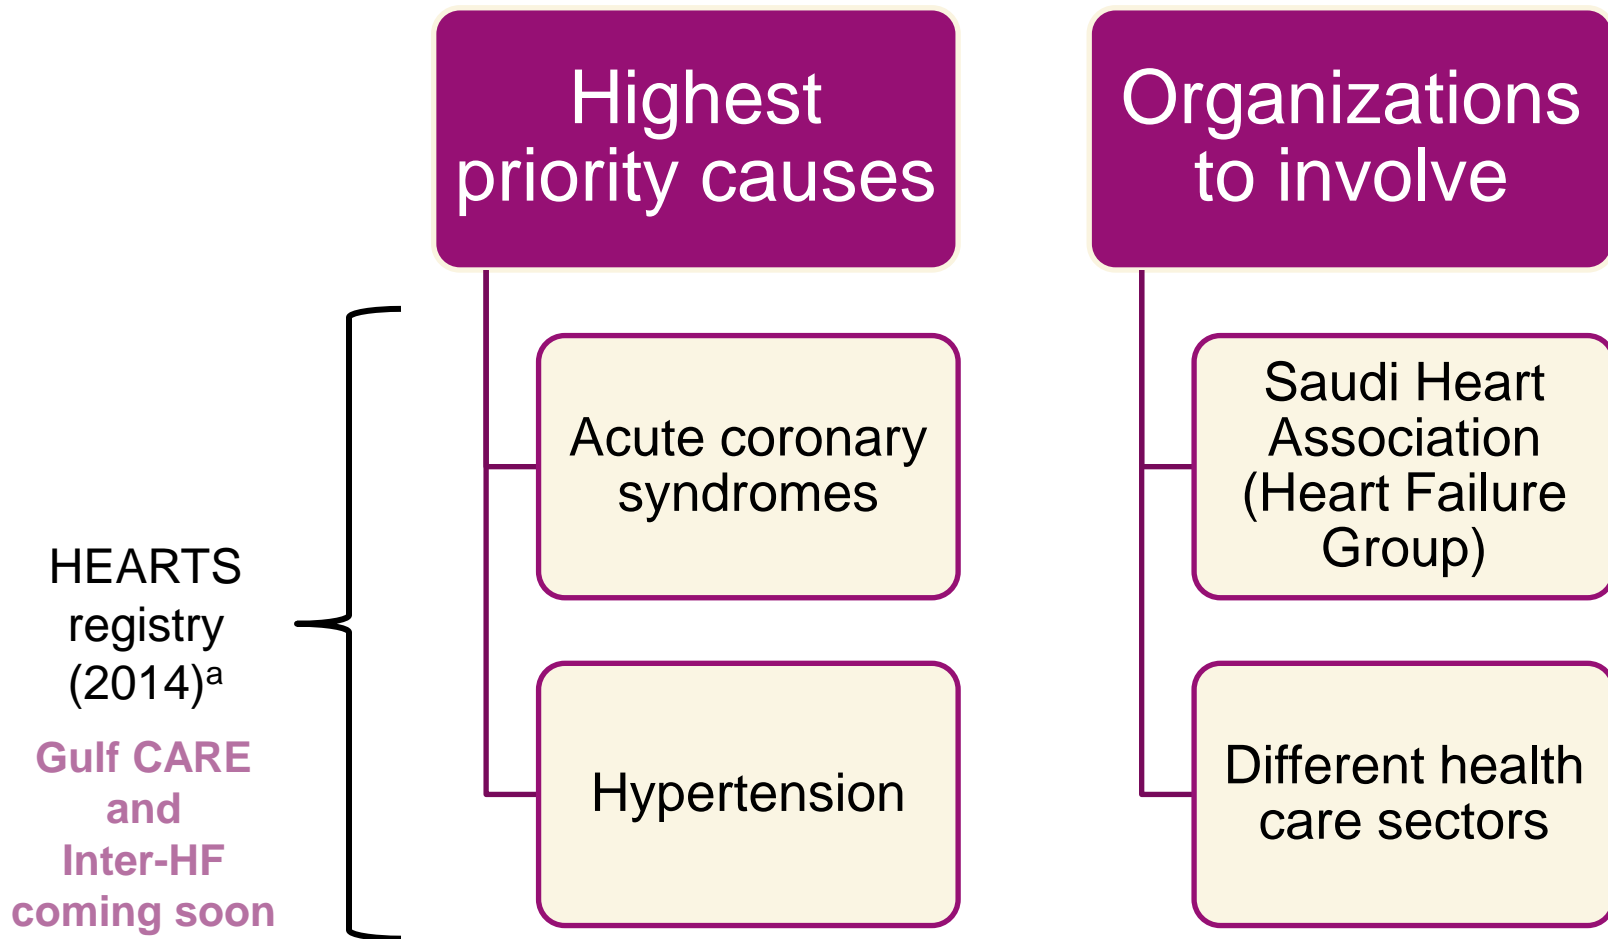 Highest
priority causes
Organizations
to involve
Acute coronary
syndromes
Saudi Heart
Association
(Heart Failure
Group)
HEARTS
registry
(2014)ᵃ
Gulf CARE
and
Inter-HF
coming soon
Hypertension
Different health
care sectors